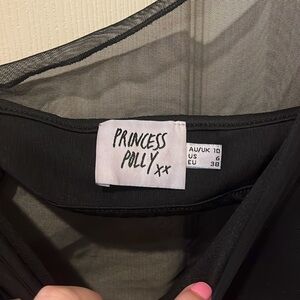 PRINCESS
POLLY xx
AU/UK 10
US 6
EU 38